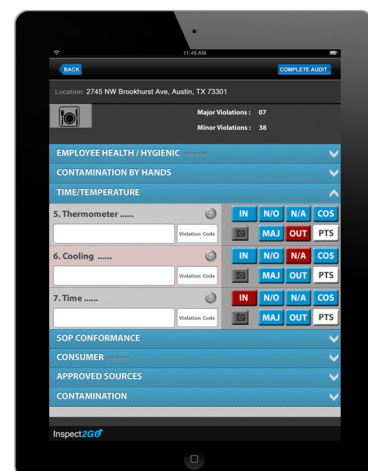 11:49 AM
BACK
COMPLETE AUDIT
Location: 2745 NW Brookhurst Ave, Austin, TX 73301
Major Violations : 07
Minor Violations : 38
EMPLOYEE HEALTH / HYGIENIC
CONTAMINATION BY HANDS
TIME/TEMPERATURE
5. Thermometer ...... ? IN N/O N/A COS
Violation Code MAJ OUT PTS
6. Cooling ...... ? IN N/O N/A COS
Violation Code MAJ OUT PTS
7. Time ...... ? IN N/O N/A COS
Violation Code MAJ OUT PTS
SOP CONFORMANCE
CONSUMER
APPROVED SOURCES
CONTAMINATION
Inspect2GO